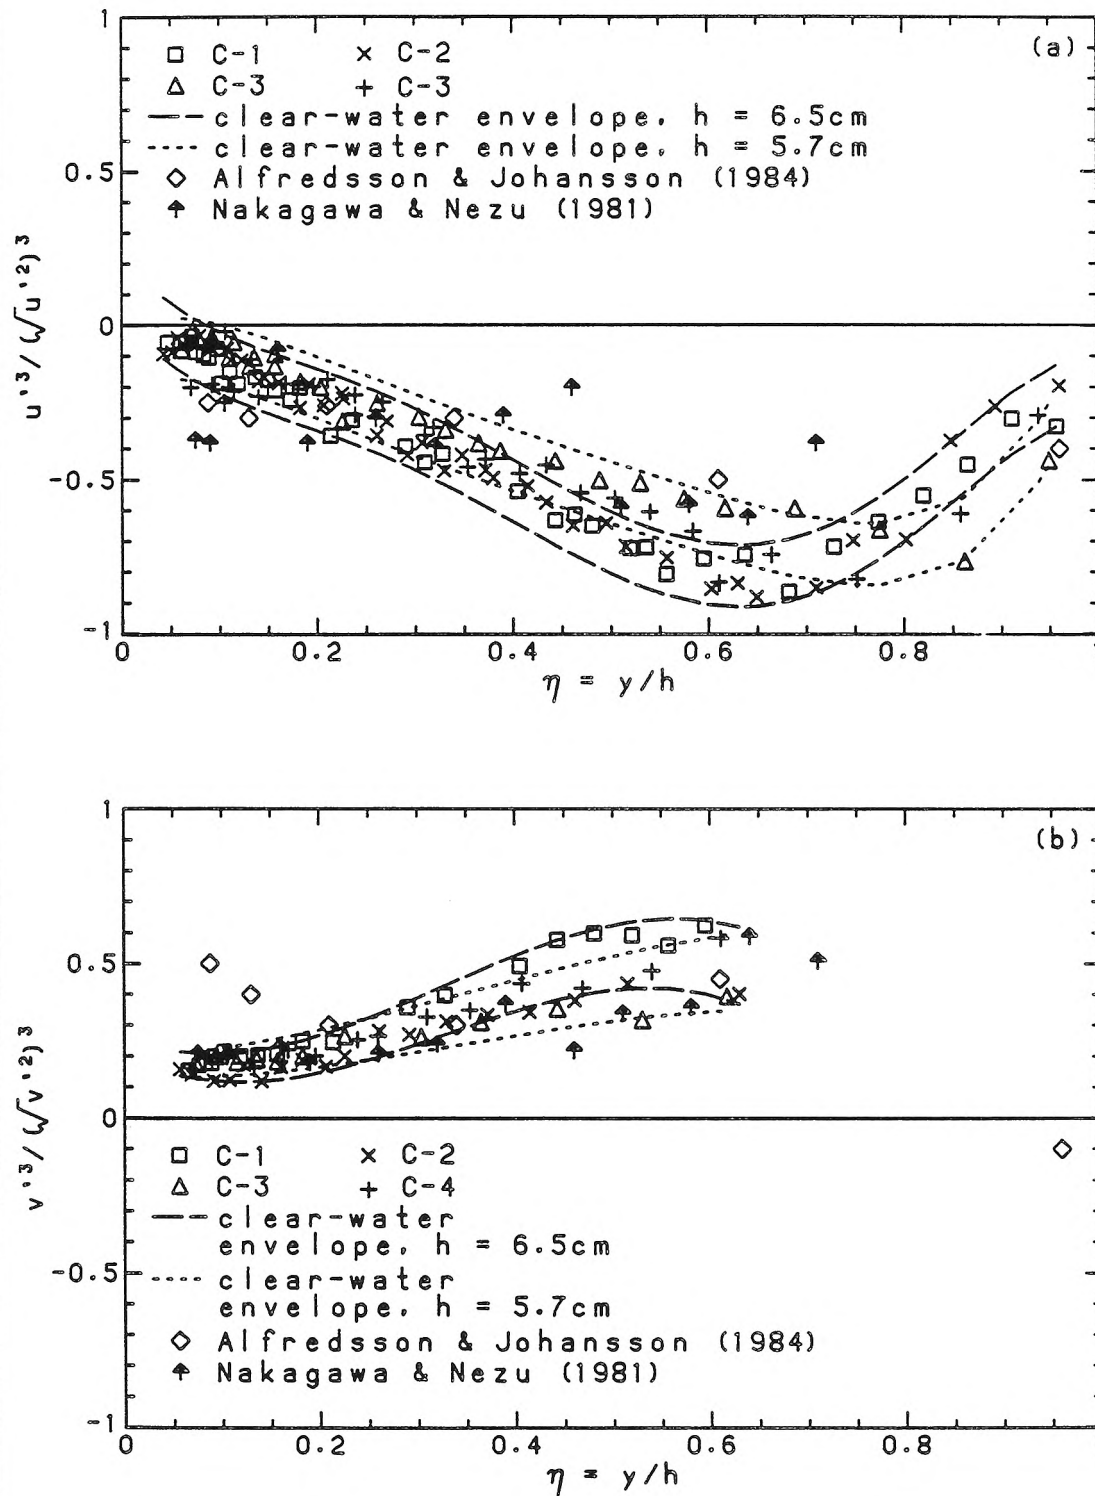 1
(a)
□ C-1 × C-2
△ C-3 + C-3
clear-water envelope, h = 6.5cm
clear-water envelope, h = 5.7cm
◇ Alfredsson & Johansson (1984)
Nakagawa & Nezu (1981)
0.5
0
-0.5
-1
u'³/(√u'²)³
0 0.2 0.4 0.6 0.8
η = y/h
1
(b)
0.5
0
-0.5
-1
v'³/(√v'²)³
□ C-1 × C-2
△ C-3 + C-4
clear-water
envelope, h = 6.5cm
clear-water
envelope, h = 5.7cm
◇ Alfredsson & Johansson (1984)
Nakagawa & Nezu (1981)
0 0.2 0.4 0.6 0.8
η = y/h